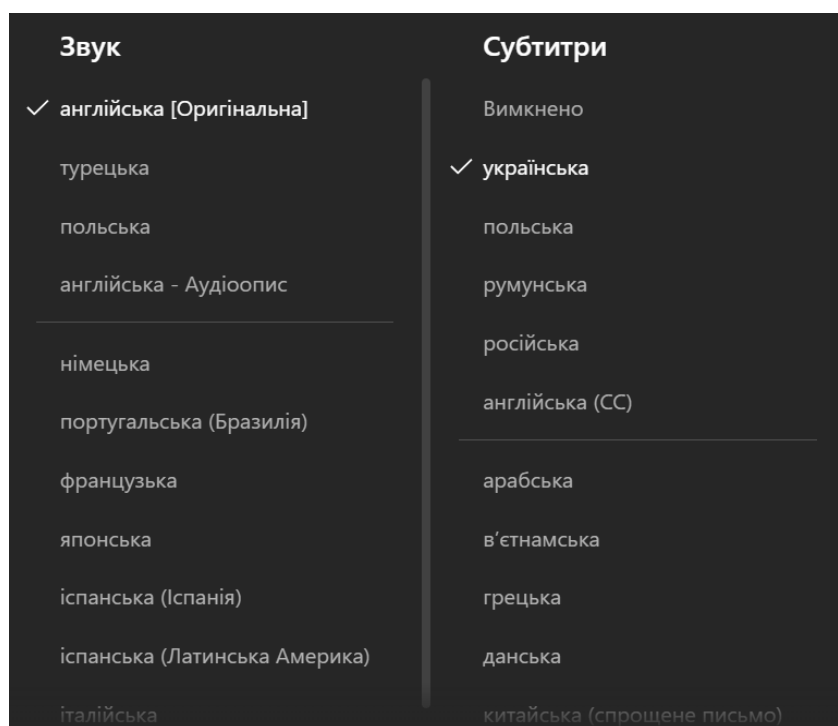 Звук
англійська [Оригінальна]
турецька
польська
англійська - Аудіоопис
німецька
португальська (Бразилія)
французька
японська
іспанська (Іспанія)
іспанська (Латинська Америка)
італійська
Субтитри
Вимкнено
українська
польська
румунська
російська
англійська (CC)
арабська
в’єтнамська
грецька
данська
китайська (спрощене письмо)